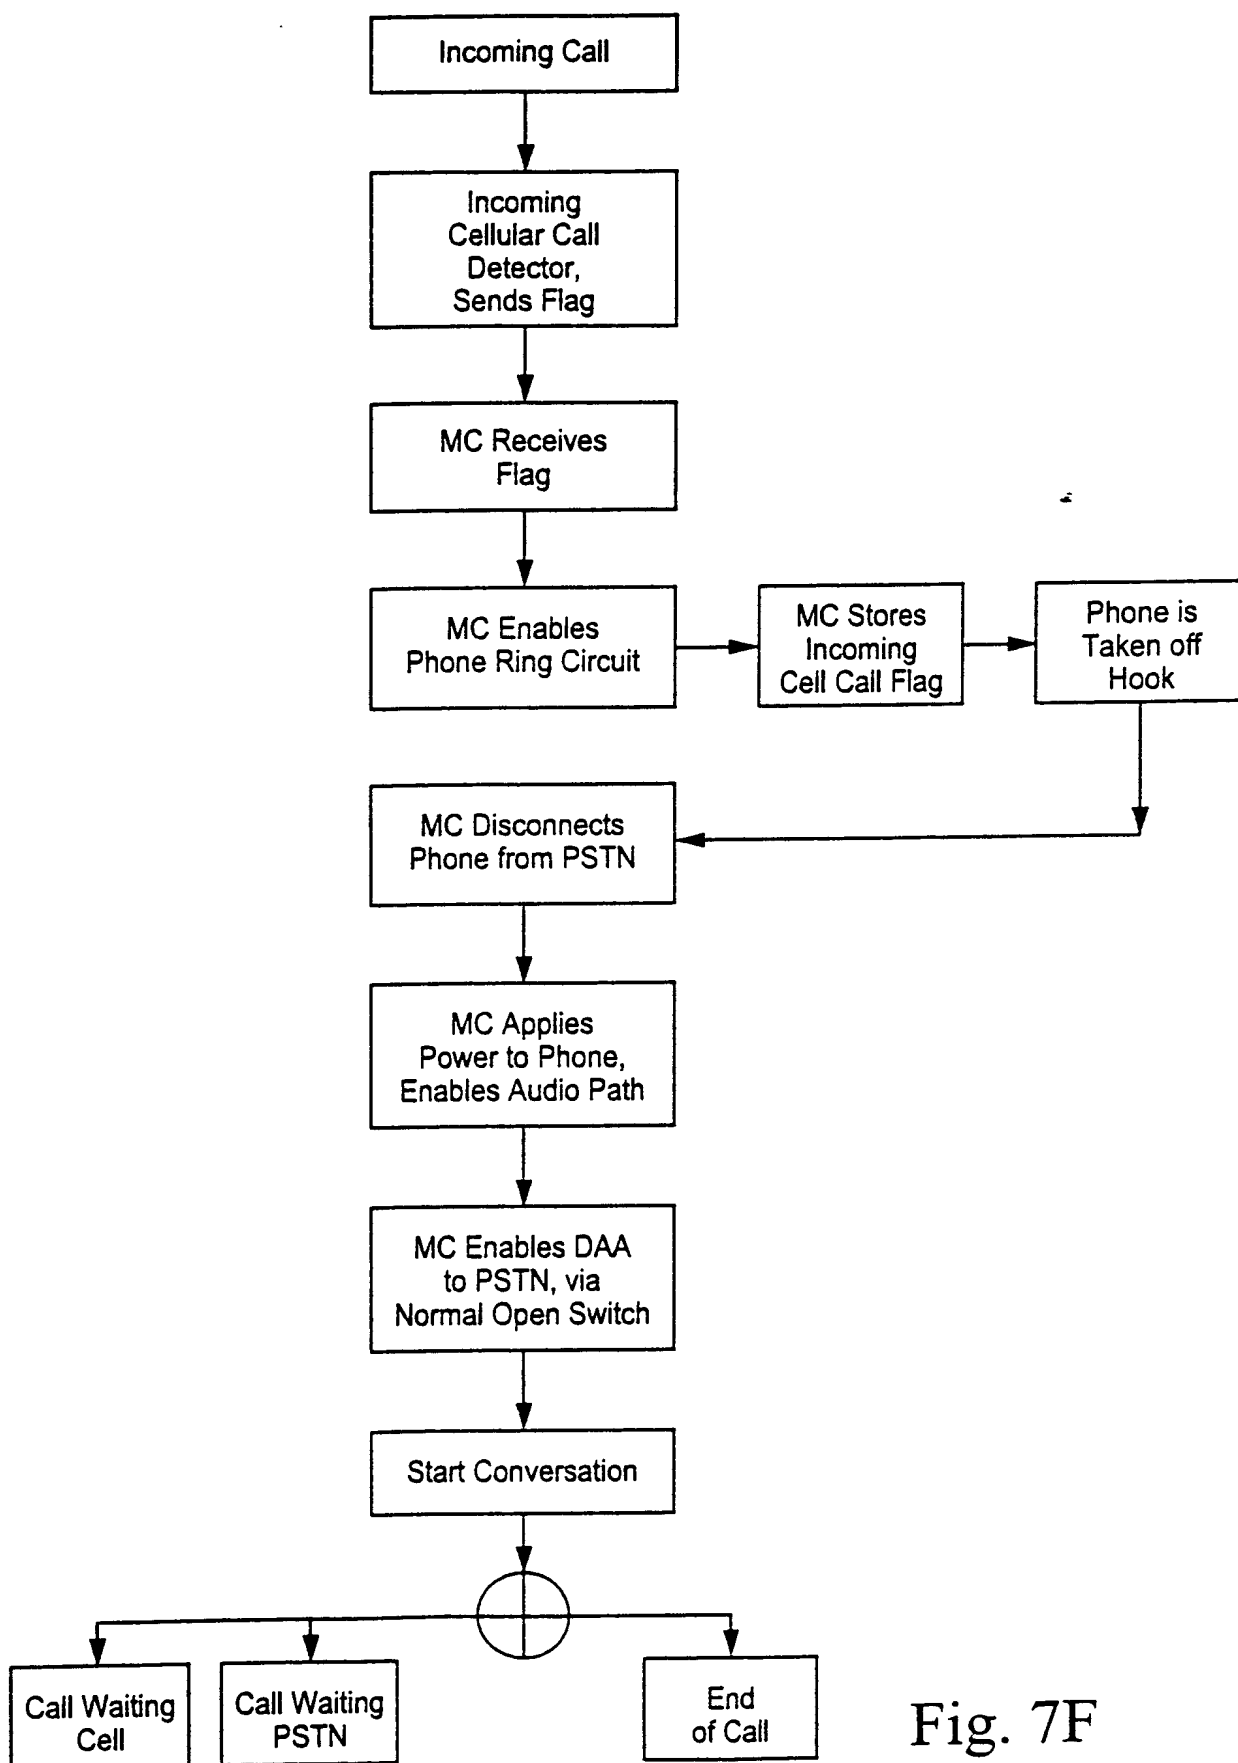 Incoming Call
Incoming
Cellular Call
Detector,
Sends Flag
MC Receives
Flag
MC Enables
Phone Ring Circuit
MC Stores
Incoming
Cell Call Flag
Phone is
Taken off
Hook
MC Disconnects
Phone from PSTN
MC Applies
Power to Phone,
Enables Audio Path
MC Enables DAA
to PSTN, via
Normal Open Switch
Start Conversation
Call Waiting
Cell
Call Waiting
PSTN
End
of Call
Fig. 7F